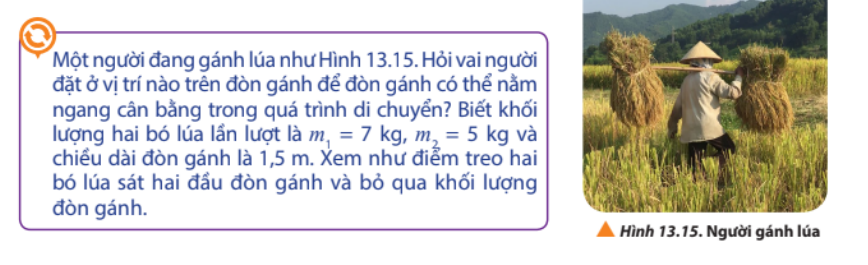 Một người đang gánh lúa như Hình 13.15. Hỏi vai người
đặt ở vị trí nào trên đòn gánh để đòn gánh có thể nằm
ngang cân bằng trong quá trình di chuyển? Biết khối
lượng hai bó lúa lần lượt là m₁ = 7 kg, m₂ = 5 kg và
chiều dài đòn gánh là 1,5 m. Xem như điểm treo hai
bó lúa sát hai đầu đòn gánh và bỏ qua khối lượng
đòn gánh.
Hình 13.15. Người gánh lúa